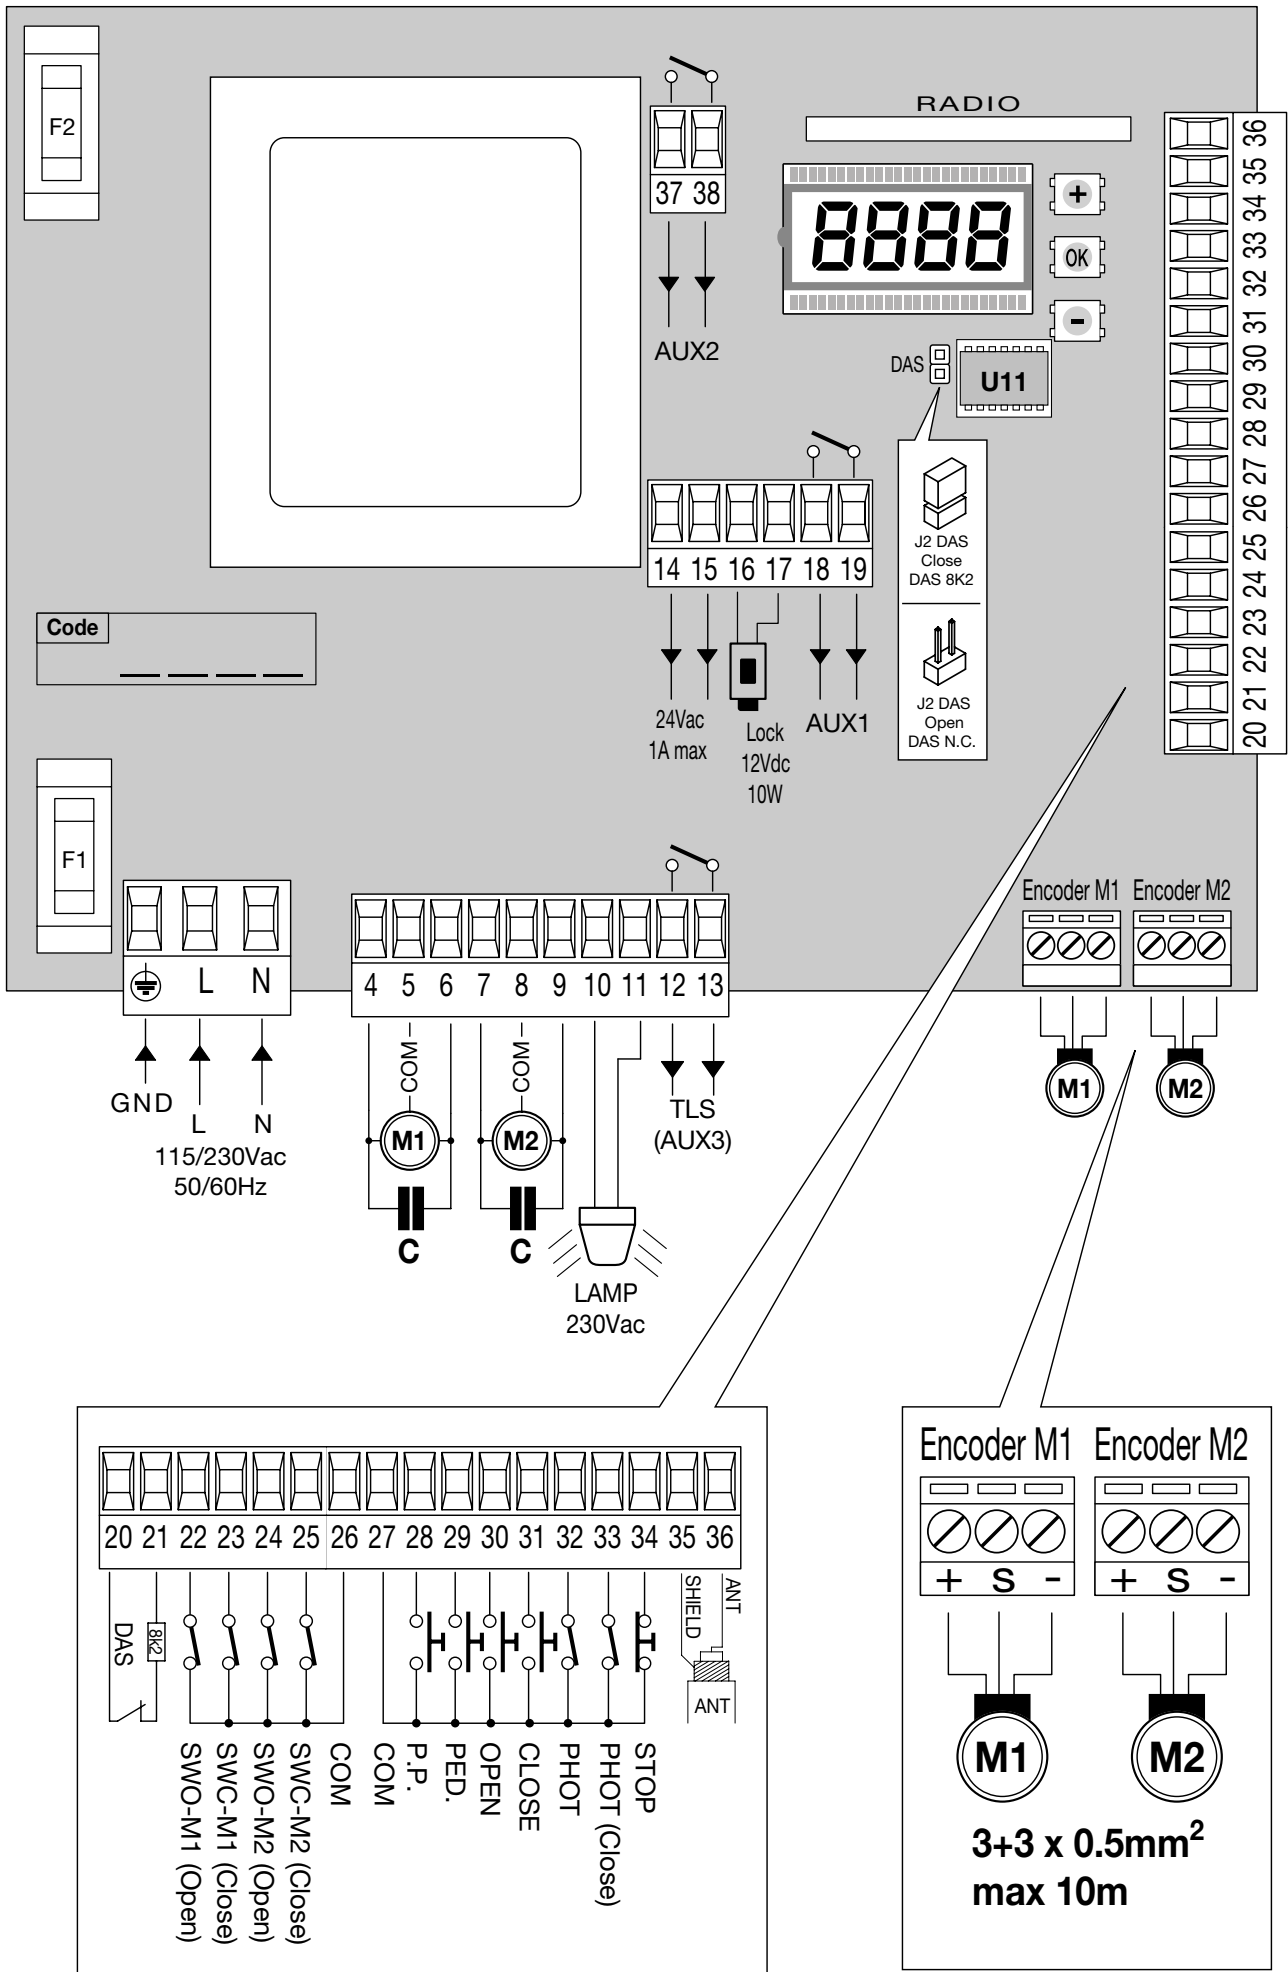 F2
37 38
AUX2
RADIO
8888
+
OK
-
DAS
U11
J2 DAS
Close
DAS 8K2
J2 DAS
Open
DAS N.C.
36
35
34
33
32
31
30
29
28
27
26
25
24
23
22
21
20
14 15 16 17 18 19
24Vac
1A max
Lock
12Vdc
10W
AUX1
Code
F1
L N
GND
L N
115/230Vac
50/60Hz
4 5 6 7 8 9 10 11 12 13
COM
COM
M1
M2
C
C
LAMP
230Vac
TLS
(AUX3)
Encoder M1 Encoder M2
M1
M2
20 21 22 23 24 25 26 27 28 29 30 31 32 33 34 35 36
DAS
8k2
SHIELD
ANT
ANT
SWO-M1 (Open)
SWC-M1 (Close)
SWO-M2 (Open)
SWC-M2 (Close)
COM
COM
P.P.
PED.
OPEN
CLOSE
PHOT
PHOT (Close)
STOP
Encoder M1 Encoder M2
+ S - + S -
M1 M2
3+3 x 0.5mm²
max 10m